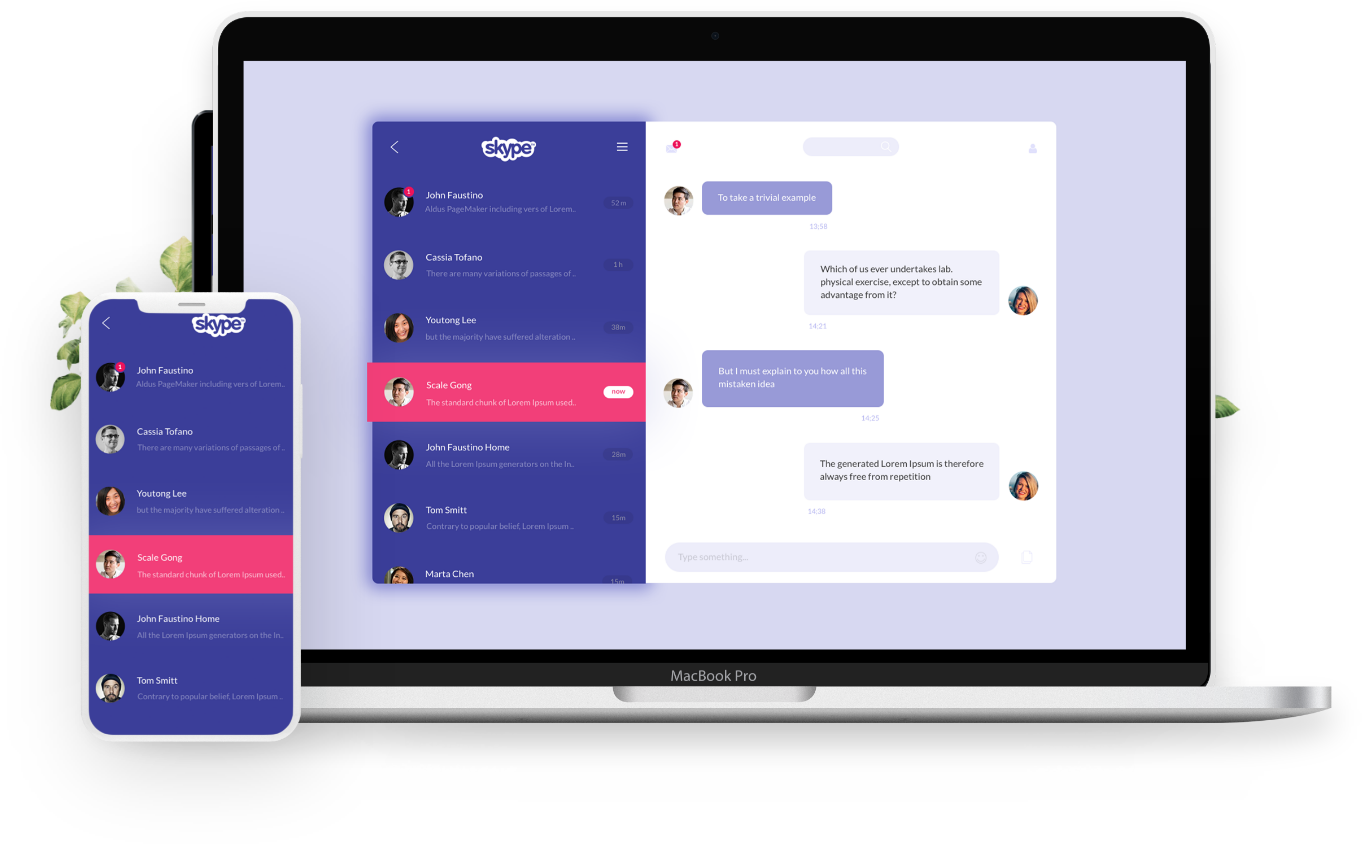 skype
1
John Faustino
52 m
Aldus PageMaker including vers of Lorem..
Cassia Tofano
1 h
There are many variations of passages of ..
Youtong Lee
38m
but the majority have suffered alteration ..
Scale Gong
now
The standard chunk of Lorem Ipsum used..
John Faustino Home
28m
All the Lorem Ipsum generators on the In..
Tom Smitt
15m
Contrary to popular belief, Lorem Ipsum ..
Marta Chen
15m
1
To take a trivial example
13:58
Which of us ever undertakes lab.
physical exercise, except to obtain some
advantage from it?
14:21
But I must explain to you how all this
mistaken idea
14:25
The generated Lorem Ipsum is therefore
always free from repetition
14:38
Type something...
MacBook Pro
skype
1
John Faustino
Aldus PageMaker including vers of Lorem..
Cassia Tofano
There are many variations of passages of ..
Youtong Lee
but the majority have suffered alteration ..
Scale Gong
The standard chunk of Lorem Ipsum used..
John Faustino Home
All the Lorem Ipsum generators on the In..
Tom Smitt
Contrary to popular belief, Lorem Ipsum ..